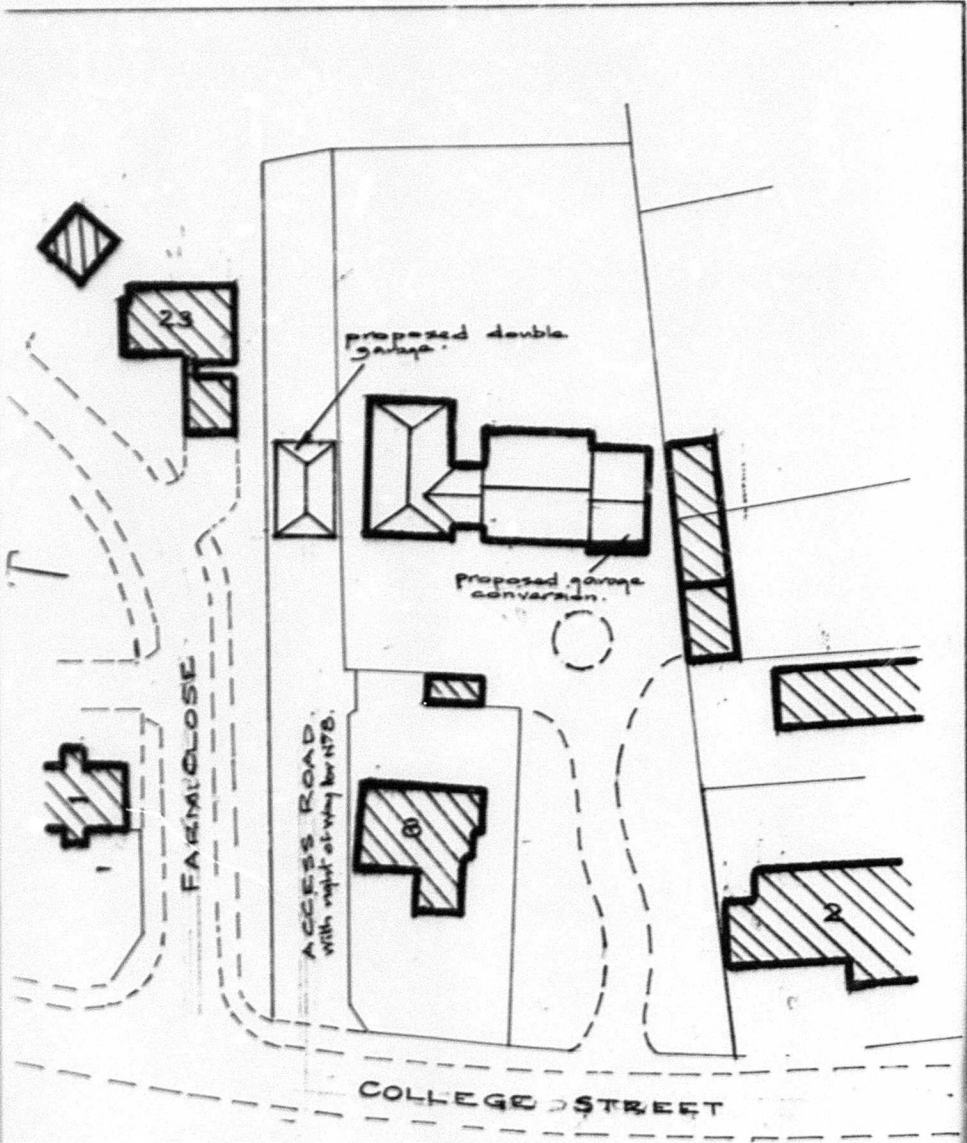 23
proposed double
garage.
proposed garage
conversion.
FARM CLOSE
ACCESS ROAD.
with right of way for Nº8.
1
8
2
COLLEGE STREET